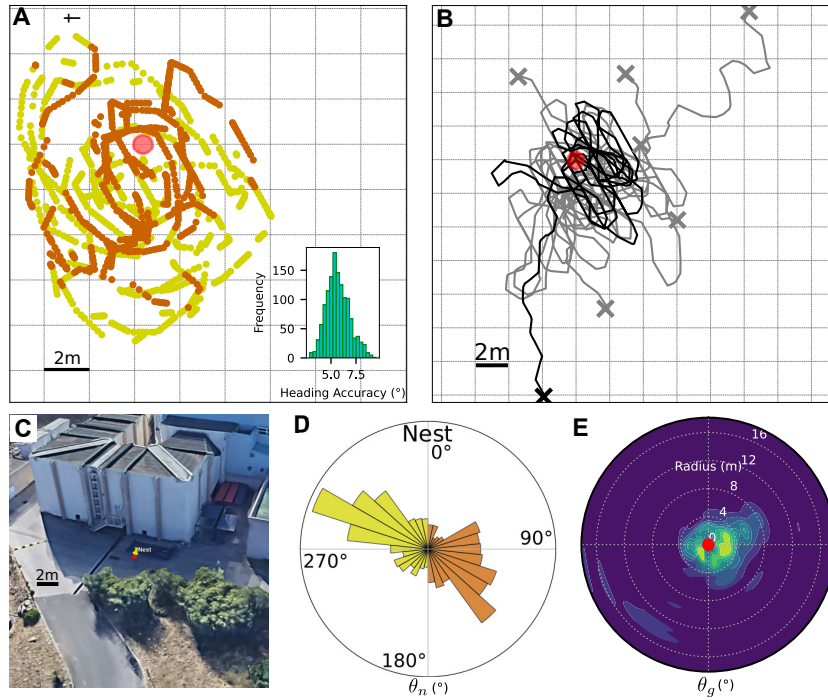 A
2m
Frequency
150
100
50
0
5.0 7.5
Heading Accuracy (°)
B
2m
C
Nest
2m
D
Nest
0°
90°
270°
180°
θn (°)
E
16
Radius (m)
12
8
4
0
θg (°)